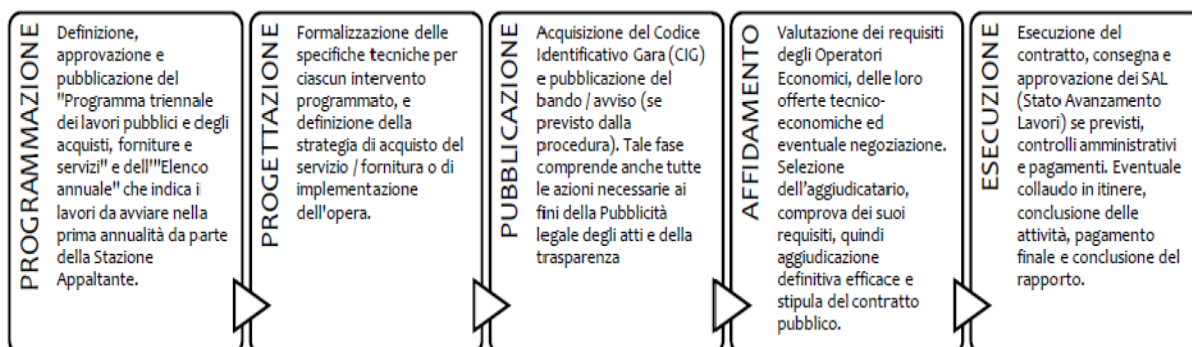 PROGRAMMAZIONE
Definizione,
approvazione e
pubblicazione del
"Programma triennale
dei lavori pubblici e degli
acquisti, forniture e
servizi" e dell'"Elenco
annuale" che indica i
lavori da avviare nella
prima annualità da parte
della Stazione
Appaltante.
PROGETTAZIONE
Formalizzazione delle
specifiche tecniche per
ciascun intervento
programmato, e
definizione della
strategia di acquisto del
servizio / fornitura o di
implementazione
dell'opera.
PUBBLICAZIONE
Acquisizione del Codice
Identificativo Gara (CIG)
e pubblicazione del
bando / avviso (se
previsto dalla
procedura). Tale fase
comprende anche tutte
le azioni necessarie ai
fini della Pubblicità
legale degli atti e della
trasparenza
AFFIDAMENTO
Valutazione dei requisiti
degli Operatori
Economici, delle loro
offerte tecnico-
economiche ed
eventuale negoziazione.
Selezione
dell'aggiudicatario,
comprova dei suoi
requisiti, quindi
aggiudicazione
definitiva efficace e
stipula del contratto
pubblico.
ESECUZIONE
Esecuzione del
contratto, consegna e
approvazione dei SAL
(Stato Avanzamento
Lavori) se previsti,
controlli amministrativi
e pagamenti. Eventuale
collaudo in itinere,
conclusione delle
attività, pagamento
finale e conclusione del
rapporto.